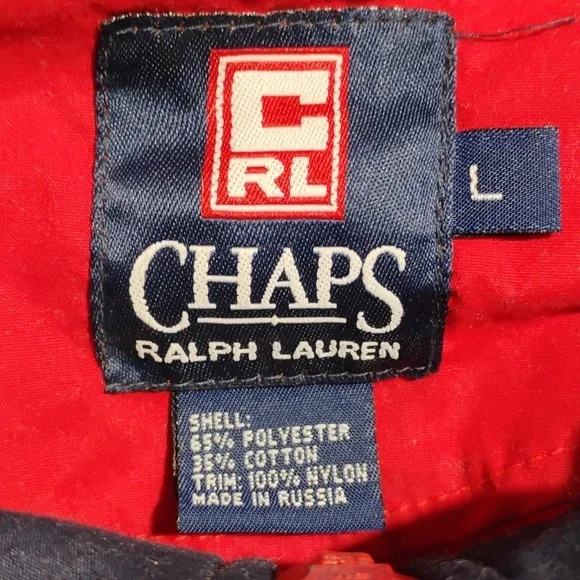 C
RL
CHAPS
RALPH LAUREN
L
SHELL:
65% POLYESTER
35% COTTON
TRIM: 100% NYLON
MADE IN RUSSIA